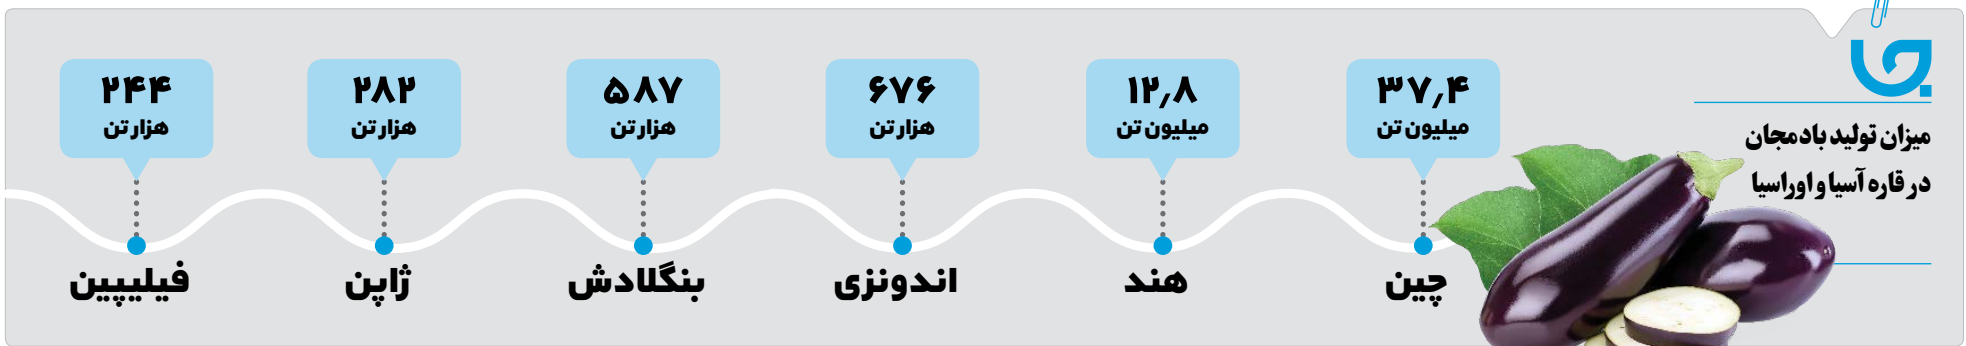 میزان تولید بادمجان
در قاره آسیا و اوراسیا
۳۷٫۴
میلیون تن
چین
۱۲٫۸
میلیون تن
هند
۶۷۶
هزار تن
اندونزی
۵۸۷
هزار تن
بنگلادش
۲۸۲
هزار تن
ژاپن
۲۴۴
هزار تن
فیلیپین